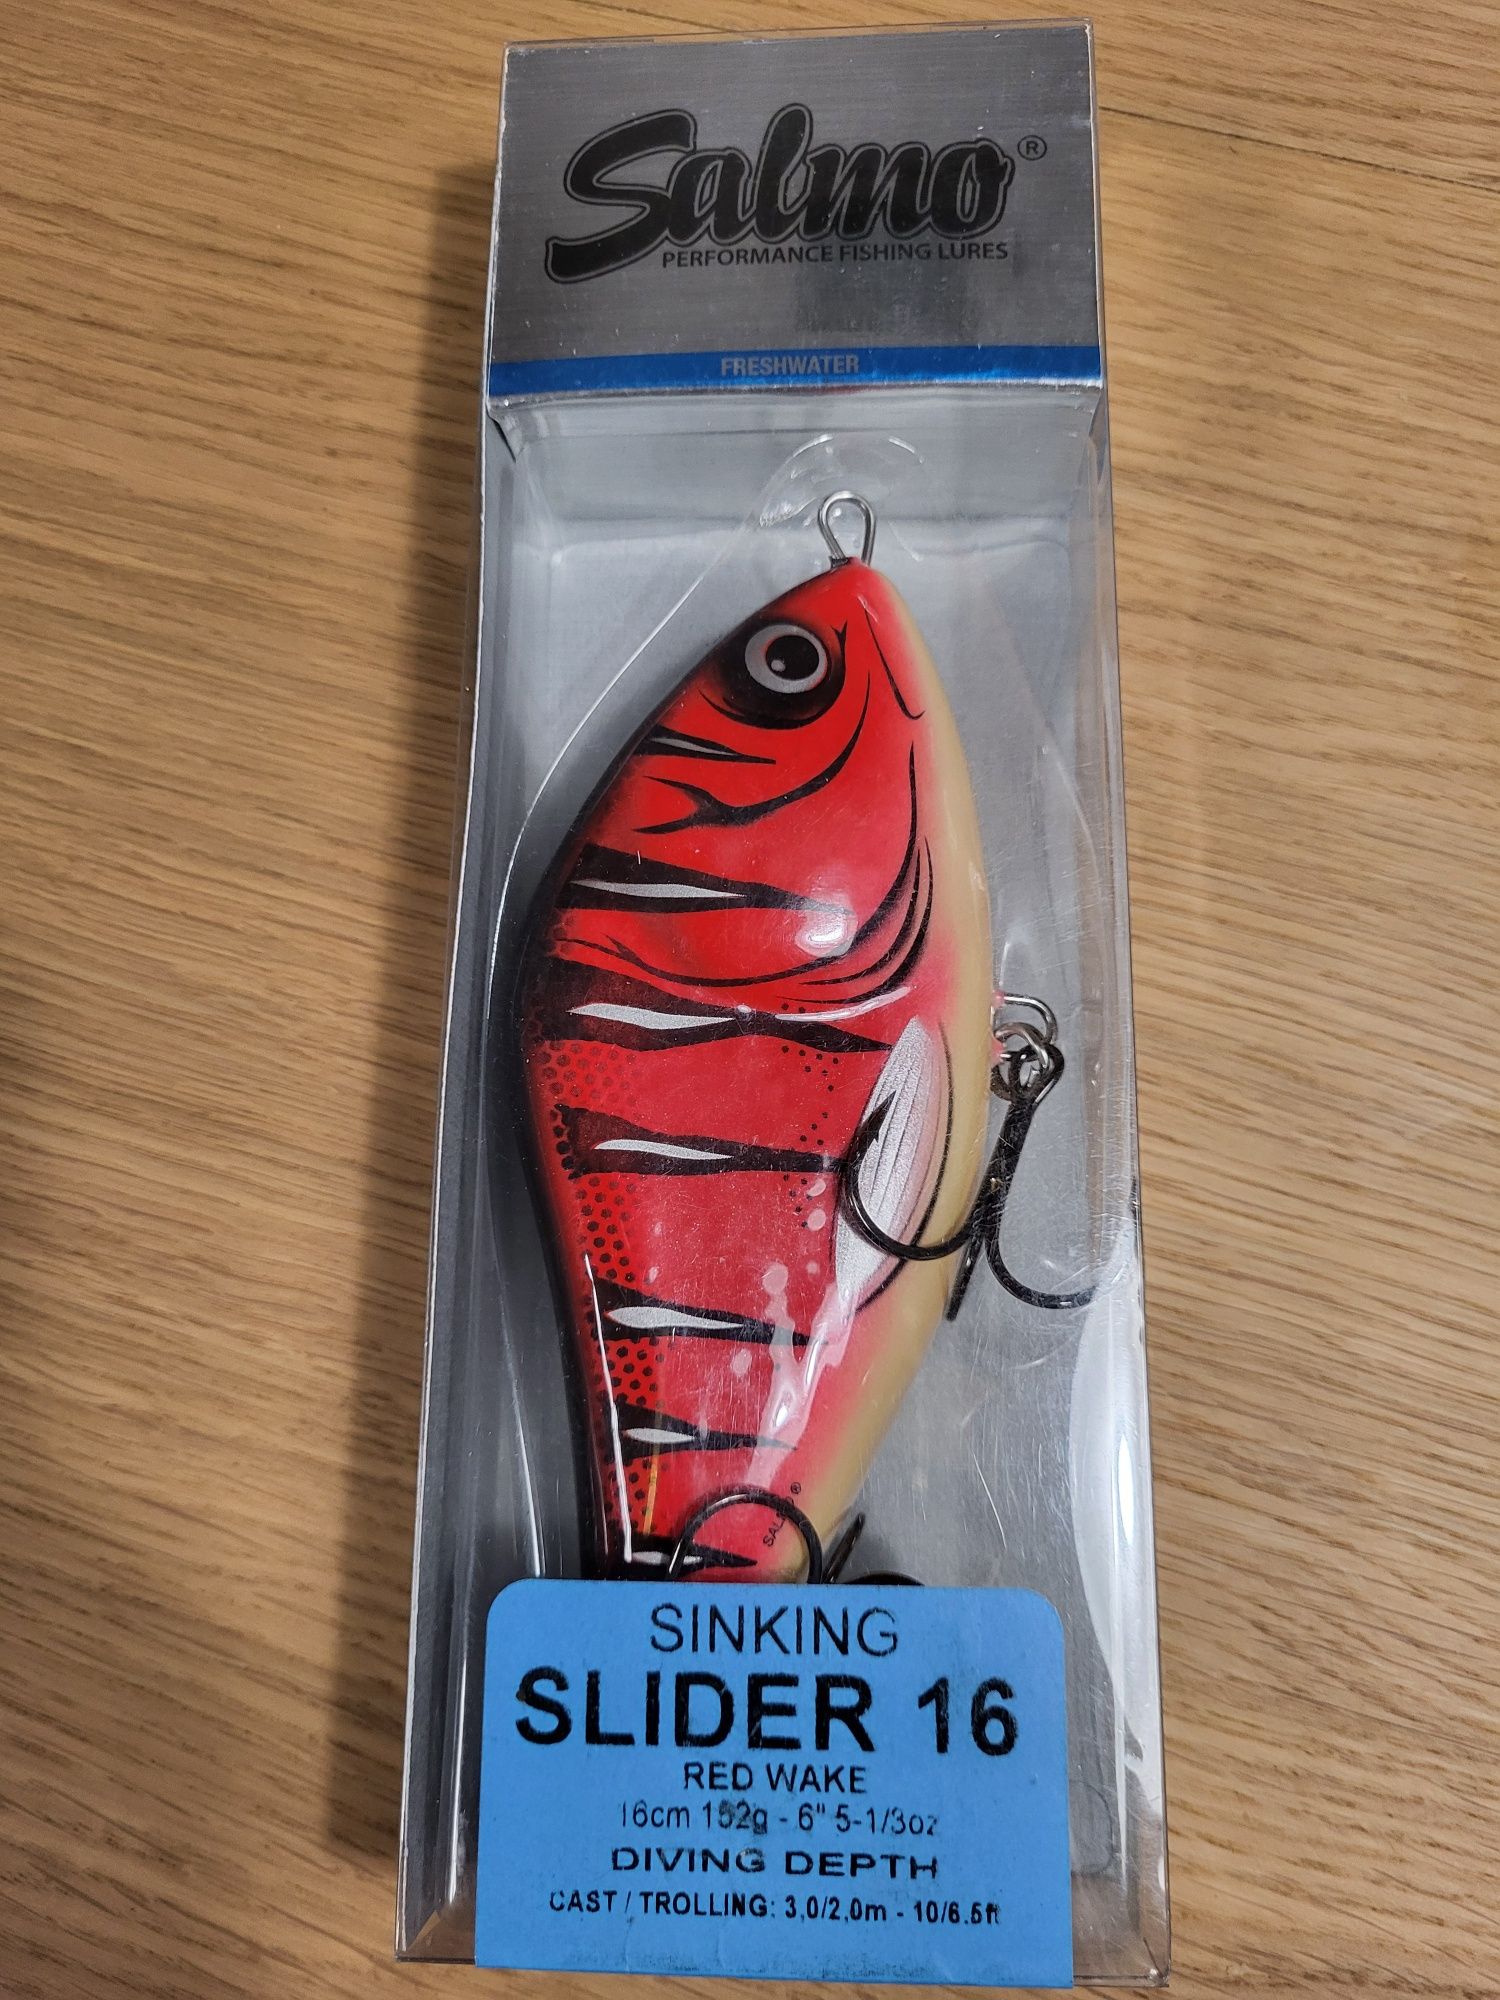 Salmo®
PERFORMANCE FISHING LURES
FRESHWATER
SALMO®
SINKING
SLIDER 16
RED WAKE
16cm 152g - 6" 5-1/3oz
DIVING DEPTH
CAST / TROLLING: 3,0/2,0m - 10/6.5ft